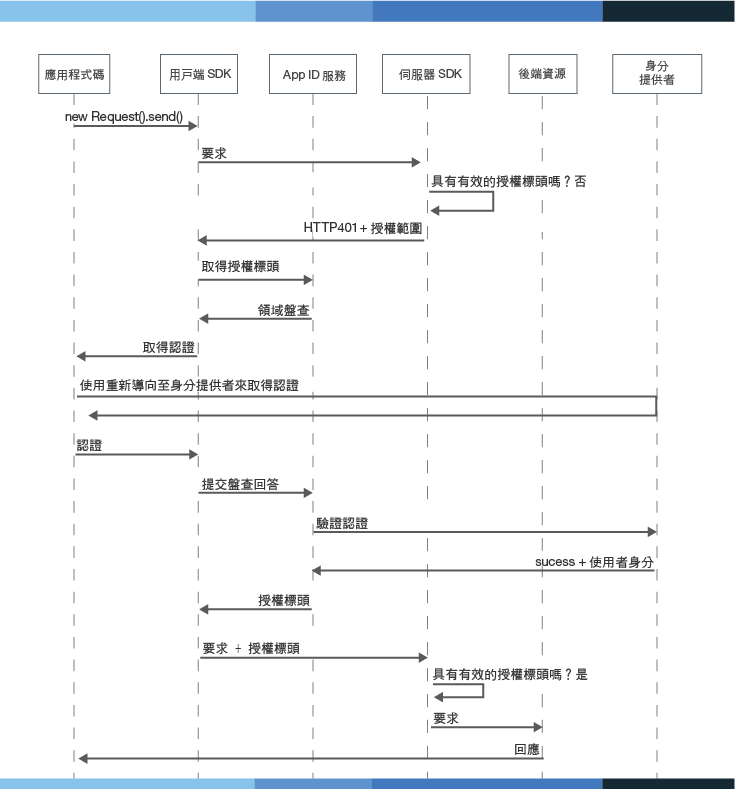 應用程式碼
用戶端 SDK
App ID 服務
伺服器 SDK
後端資源
身分
提供者
new Request().send()
要求
具有有效的授權標頭嗎？否
HTTP401 + 授權範圍
取得授權標頭
領域盤查
取得認證
使用重新導向至身分提供者來取得認證
認證
提交盤查回答
驗證認證
sucess + 使用者身分
授權標頭
要求 + 授權標頭
具有有效的授權標頭嗎？是
要求
回應